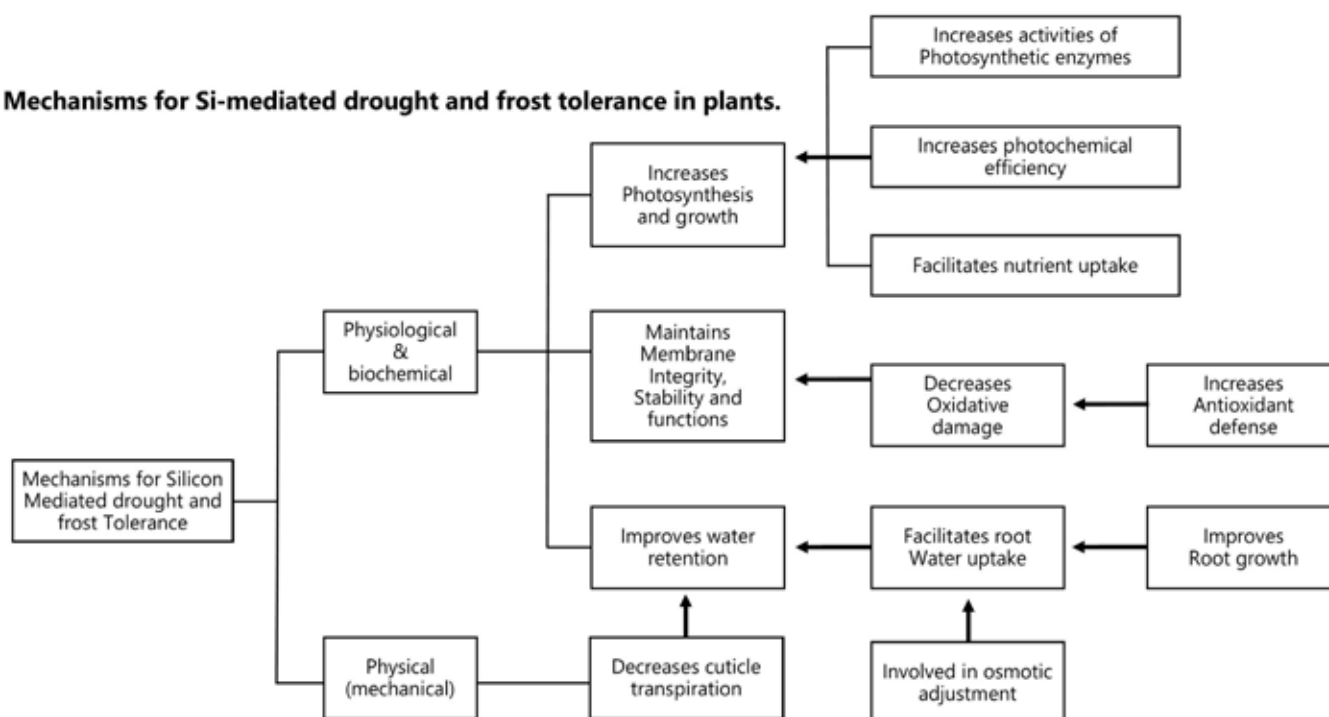 Mechanisms for Si-mediated drought and frost tolerance in plants.
Increases activities of
Photosynthetic enzymes
Increases photochemical
efficiency
Facilitates nutrient uptake
Increases
Photosynthesis
and growth
Physiological
&
biochemical
Maintains
Membrane
Integrity,
Stability and
functions
Decreases
Oxidative
damage
Increases
Antioxidant
defense
Mechanisms for Silicon
Mediated drought and
frost Tolerance
Improves water
retention
Facilitates root
Water uptake
Improves
Root growth
Physical
(mechanical)
Decreases cuticle
transpiration
Involved in osmotic
adjustment